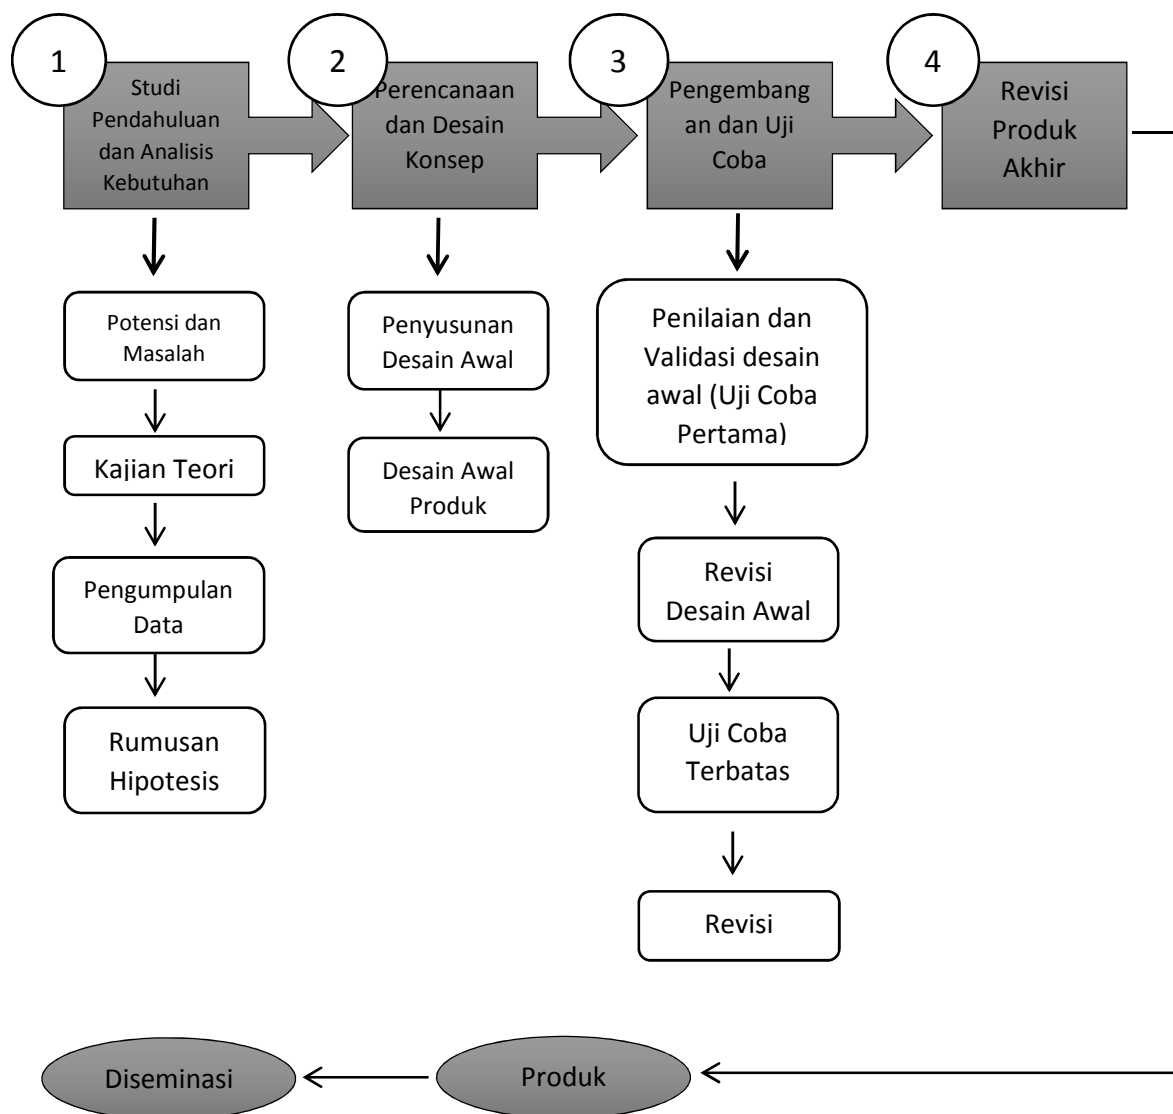 1
Studi
Pendahuluan
dan Analisis
Kebutuhan
2
Perencanaan
dan Desain
Konsep
3
Pengembang
an dan Uji
Coba
4
Revisi
Produk
Akhir
Potensi dan
Masalah
Kajian Teori
Pengumpulan
Data
Rumusan
Hipotesis
Penyusunan
Desain Awal
Desain Awal
Produk
Penilaian dan
Validasi desain
awal (Uji Coba
Pertama)
Revisi
Desain Awal
Uji Coba
Terbatas
Revisi
Diseminasi
Produk